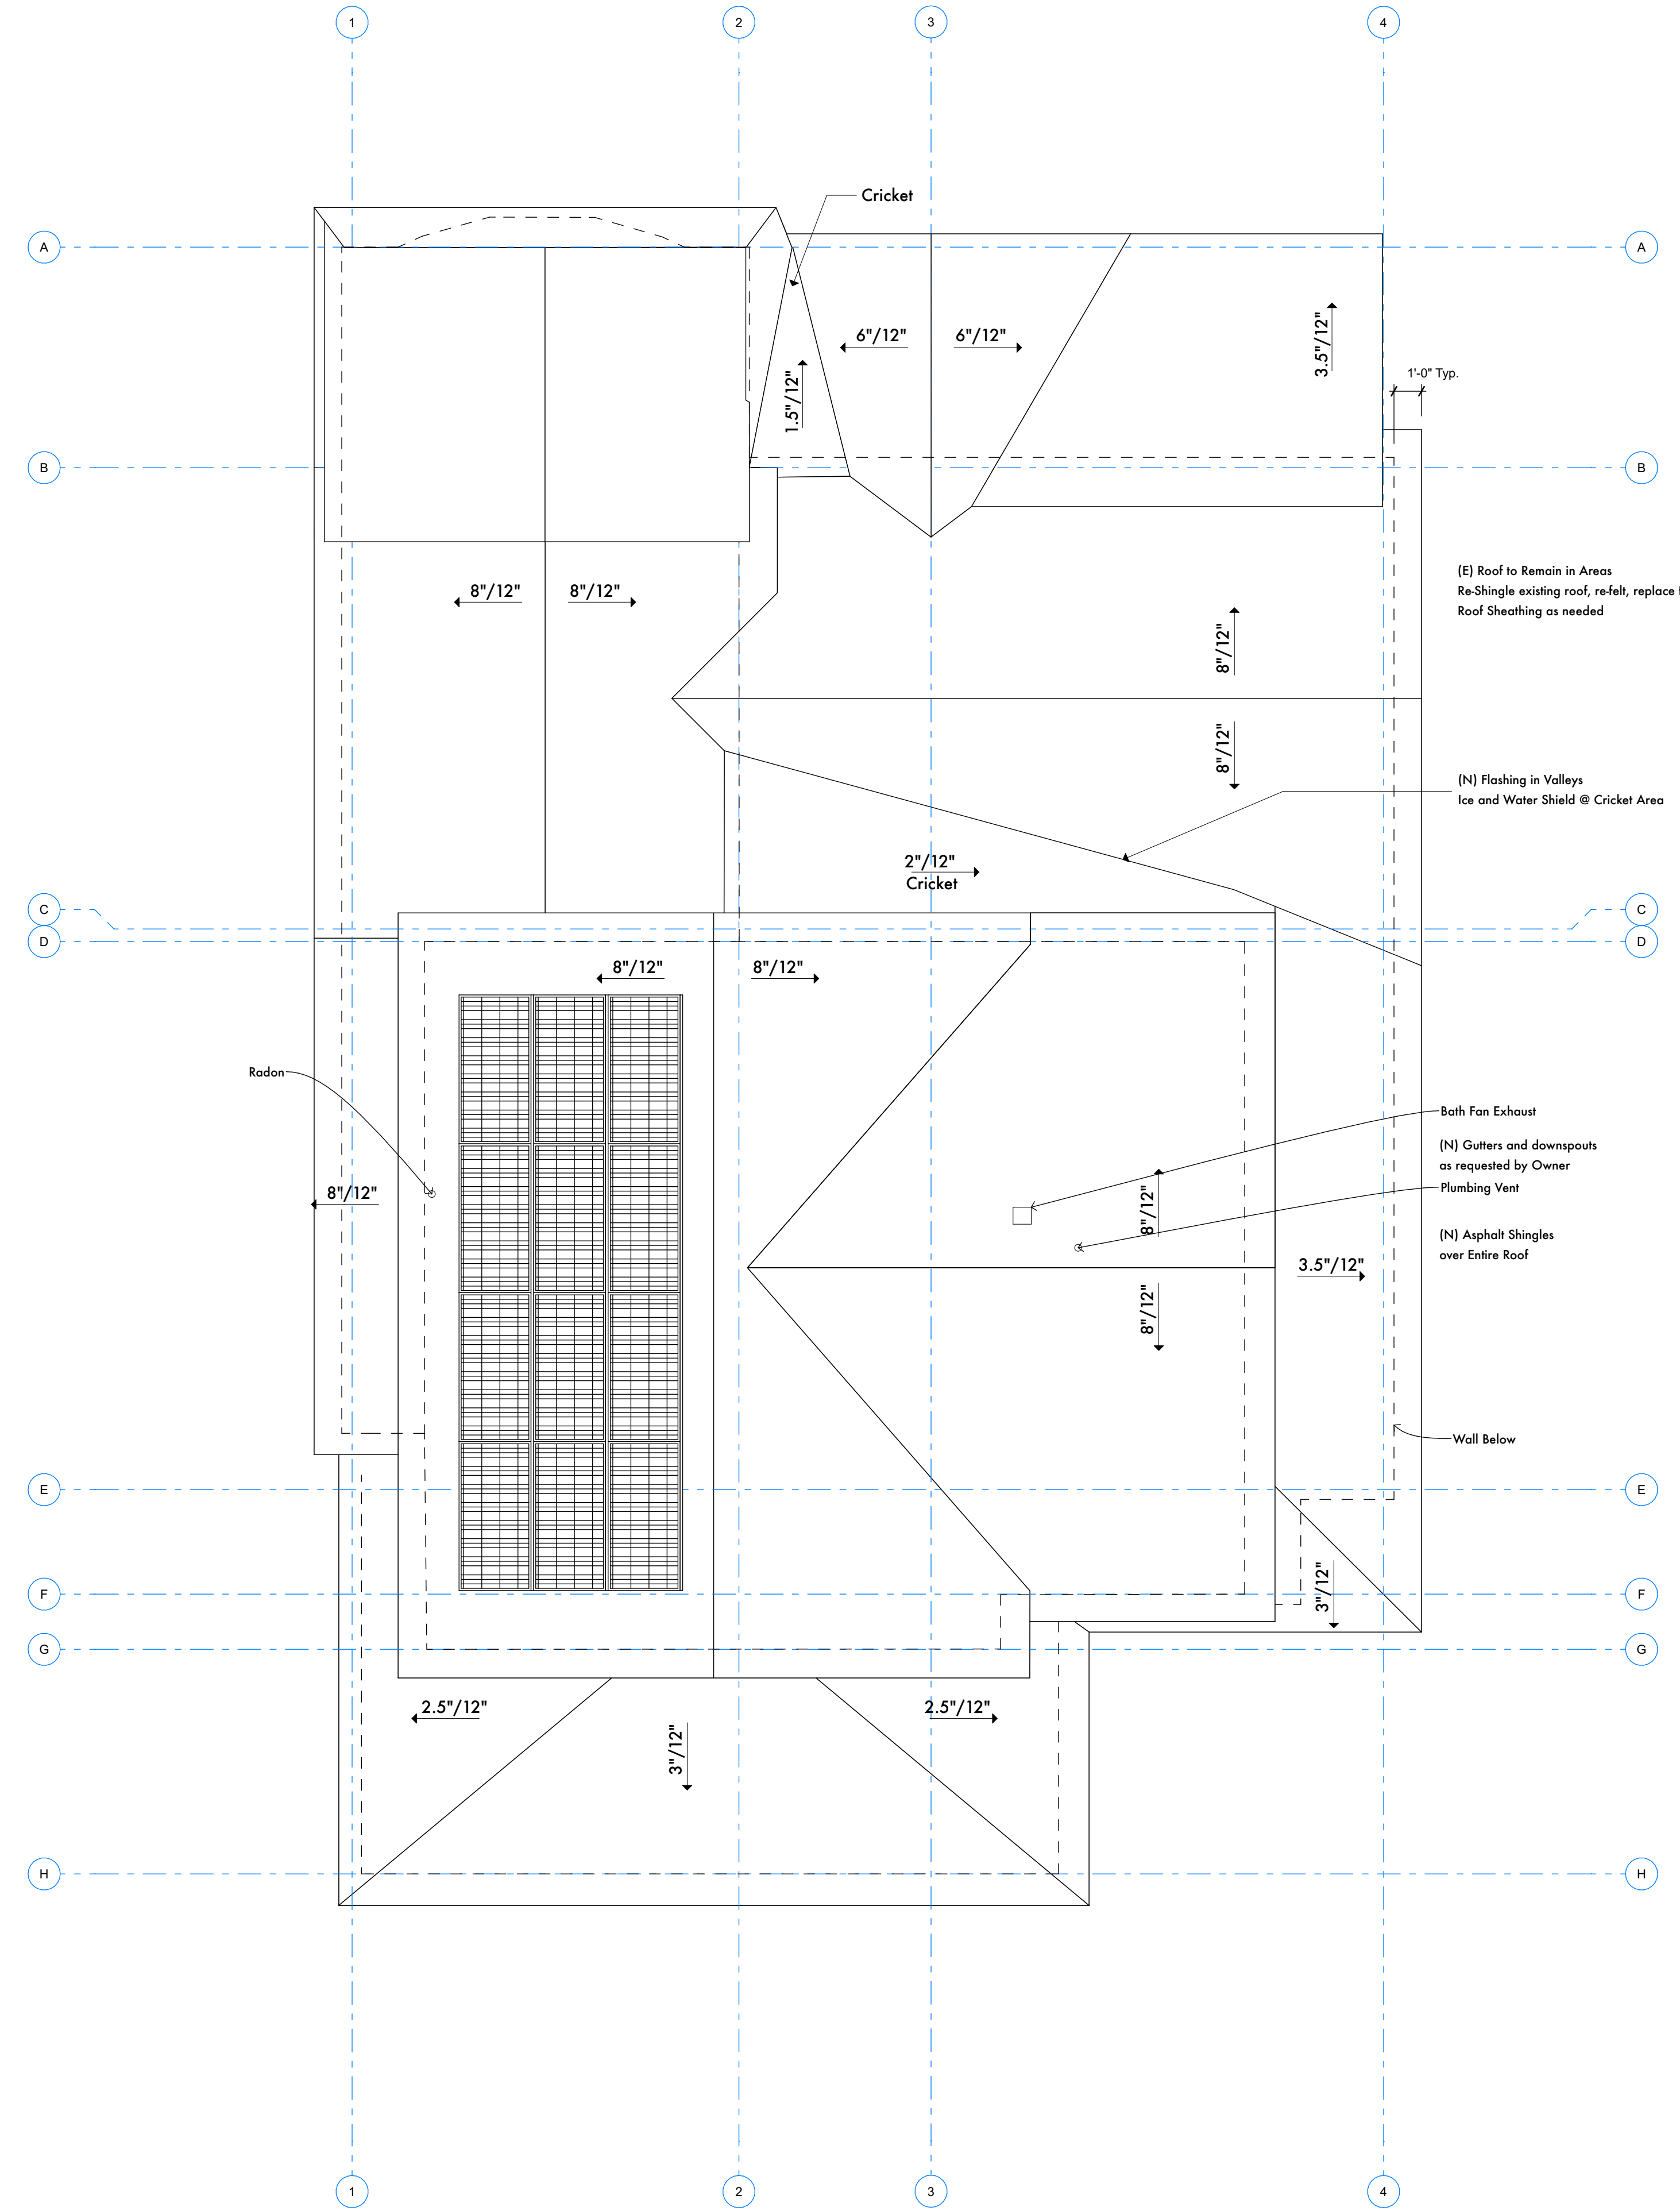 1
2
3
4
Cricket
A
A
6"/12"
6"/12"
3.5"/12"
1'-0" Typ.
1.5"/12"
B
B
(E) Roof to Remain in Areas
Re-Shingle existing roof, re-felt, replace
Roof Sheathing as needed
8"/12"
8"/12"
8"/12"
8"/12"
(N) Flashing in Valleys
Ice and Water Shield @ Cricket Area
2"/12"
Cricket
C
C
D
D
8"/12"
8"/12"
Radon
Bath Fan Exhaust
(N) Gutters and downspouts
as requested by Owner
Plumbing Vent
8"/12"
8"/12"
(N) Asphalt Shingles
over Entire Roof
3.5"/12"
8"/12"
Wall Below
E
E
3"/12"
F
F
G
G
2.5"/12"
2.5"/12"
3"/12"
H
H
1
2
3
4